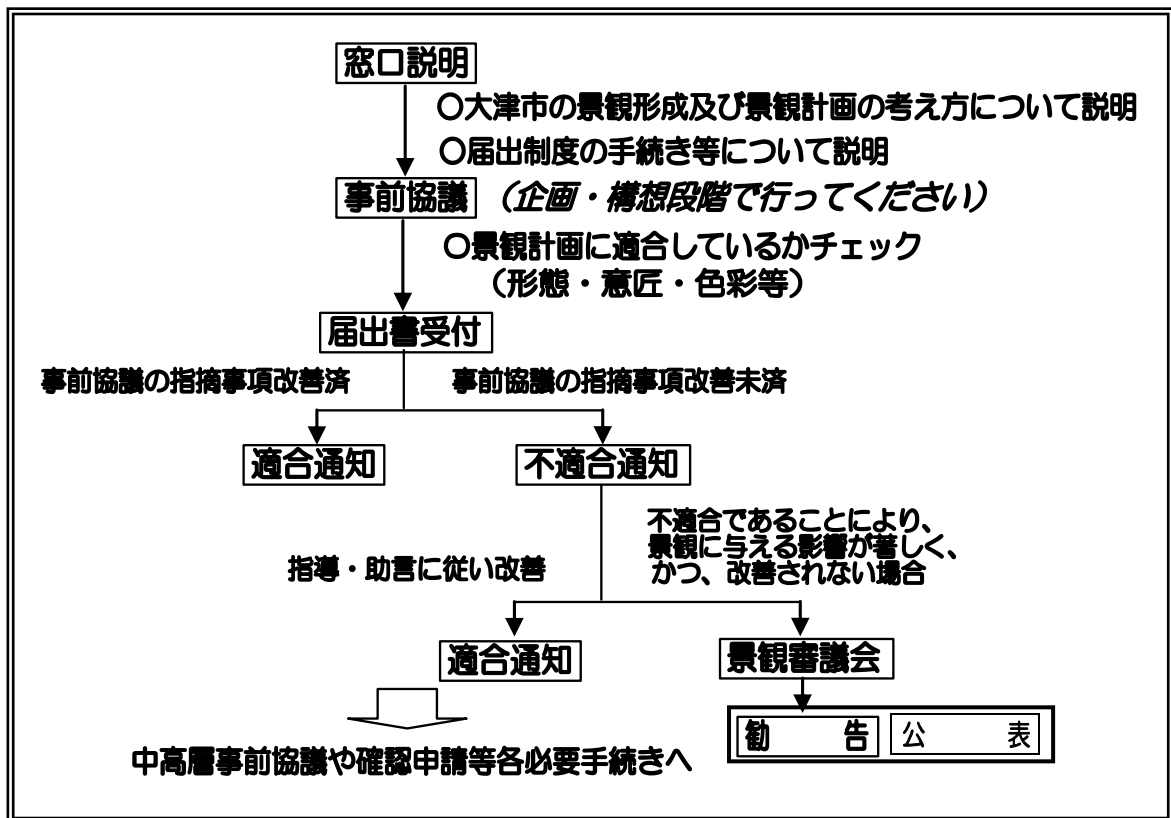 窓口説明
○大津市の景観形成及び景観計画の考え方について説明
○届出制度の手続き等について説明
事前協議 (企画・構想段階で行ってください)
○景観計画に適合しているかチェック
(形態・意匠・色彩等)
届出書受付
事前協議の指摘事項改善済
事前協議の指摘事項改善未済
適合通知
不適合通知
不適合であることにより、
景観に与える影響が著しく、
かつ、改善されない場合
指導・助言に従い改善
適合通知
景観審議会
勧 告
公 表
中高層事前協議や確認申請等各必要手続きへ